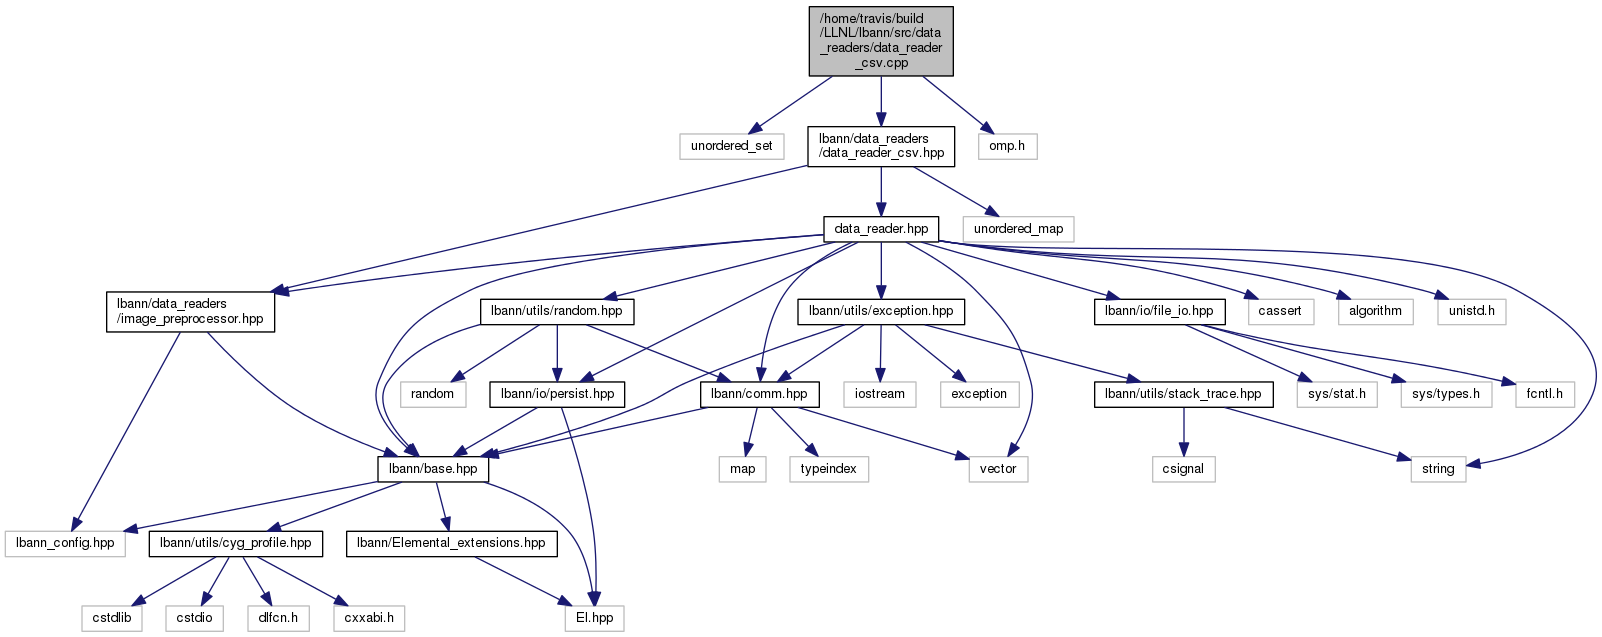 /home/travis/build
/LLNL/lbann/src/data
_readers/data_reader
_csv.cpp
unordered_set
lbann/data_readers
/data_reader_csv.hpp
omp.h
data_reader.hpp
unordered_map
lbann/data_readers
/image_preprocessor.hpp
lbann/utils/random.hpp
lbann/utils/exception.hpp
lbann/io/file_io.hpp
cassert
algorithm
unistd.h
random
lbann/io/persist.hpp
lbann/comm.hpp
iostream
exception
lbann/utils/stack_trace.hpp
sys/stat.h
sys/types.h
fcntl.h
lbann/base.hpp
map
typeindex
vector
csignal
string
lbann_config.hpp
lbann/utils/cyg_profile.hpp
lbann/Elemental_extensions.hpp
cstdlib
cstdio
dlfcn.h
cxxabi.h
El.hpp